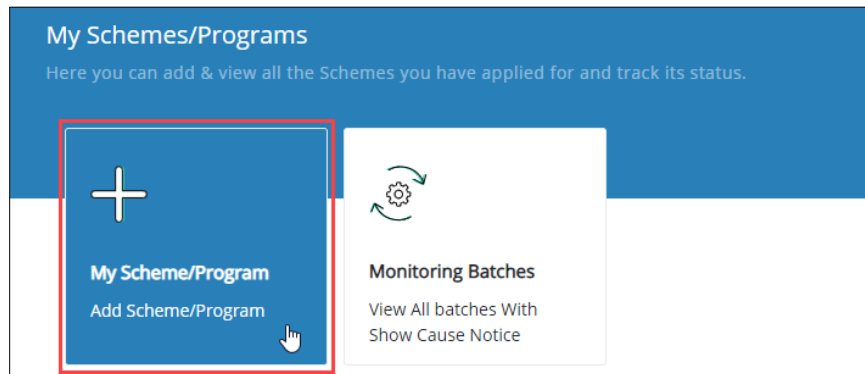 My Schemes/Programs
Here you can add & view all the Schemes you have applied for and track its status.
My Scheme/Program
Add Scheme/Program
Monitoring Batches
View All batches With
Show Cause Notice